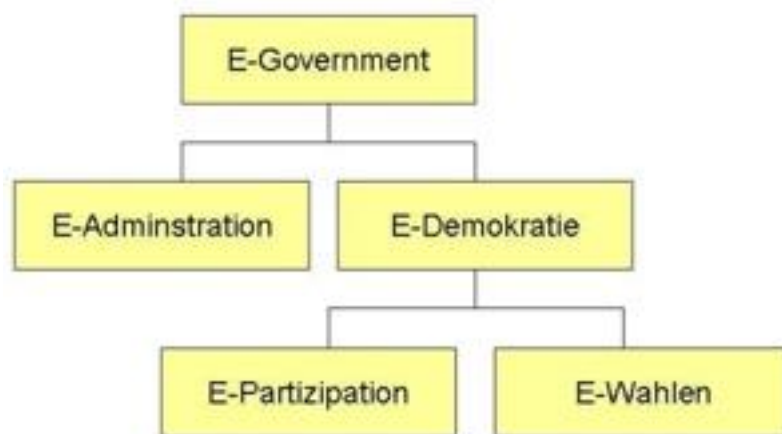 E-Government
E-Adminstration
E-Demokratie
E-Partizipation
E-Wahlen